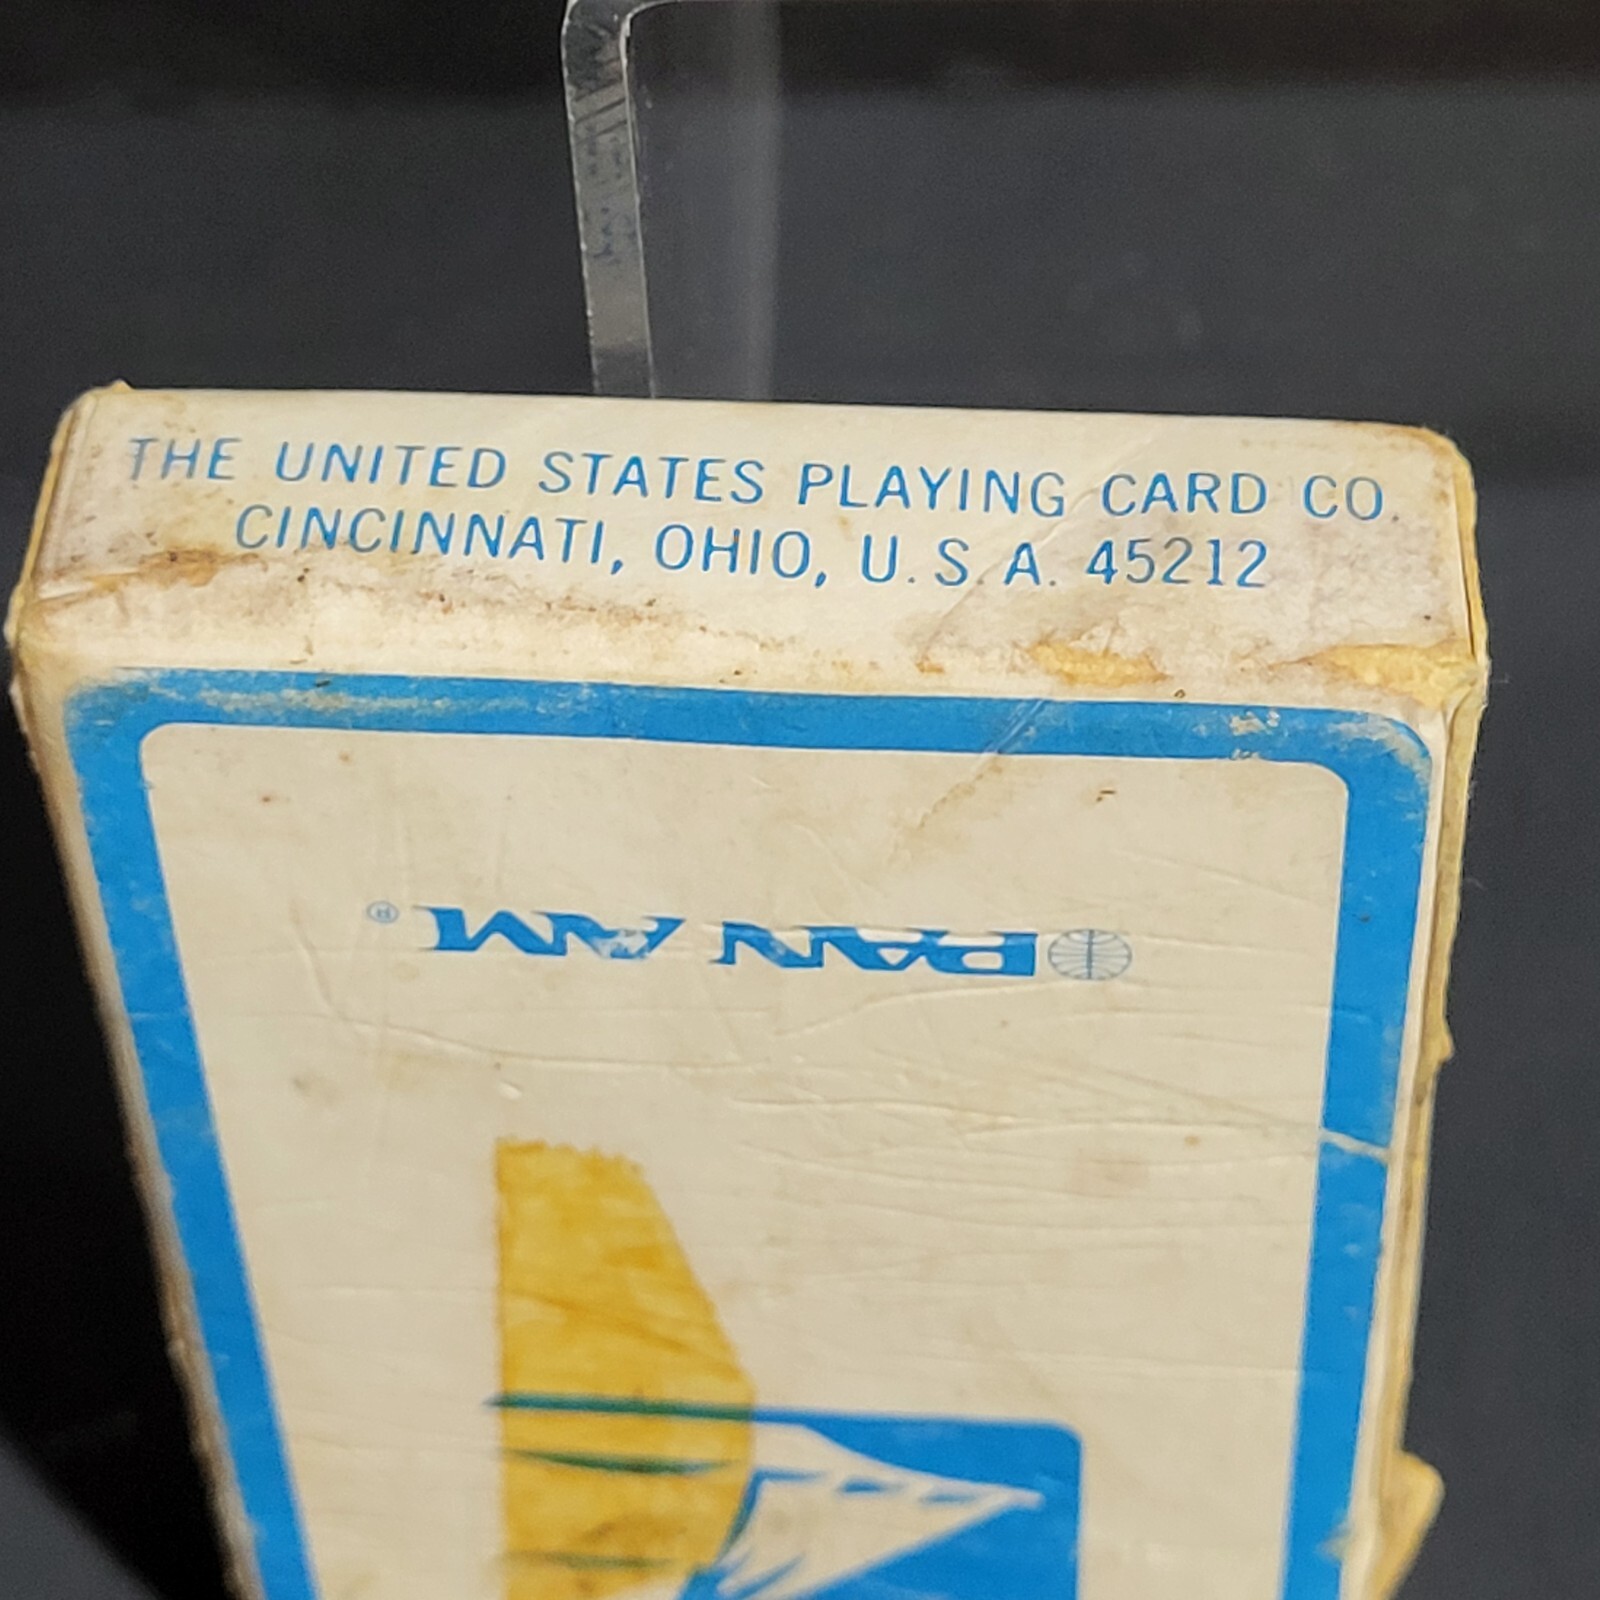 THE UNITED STATES PLAYING CARD CO.
CINCINNATI, OHIO, U.S.A. 45212
PAN AM®